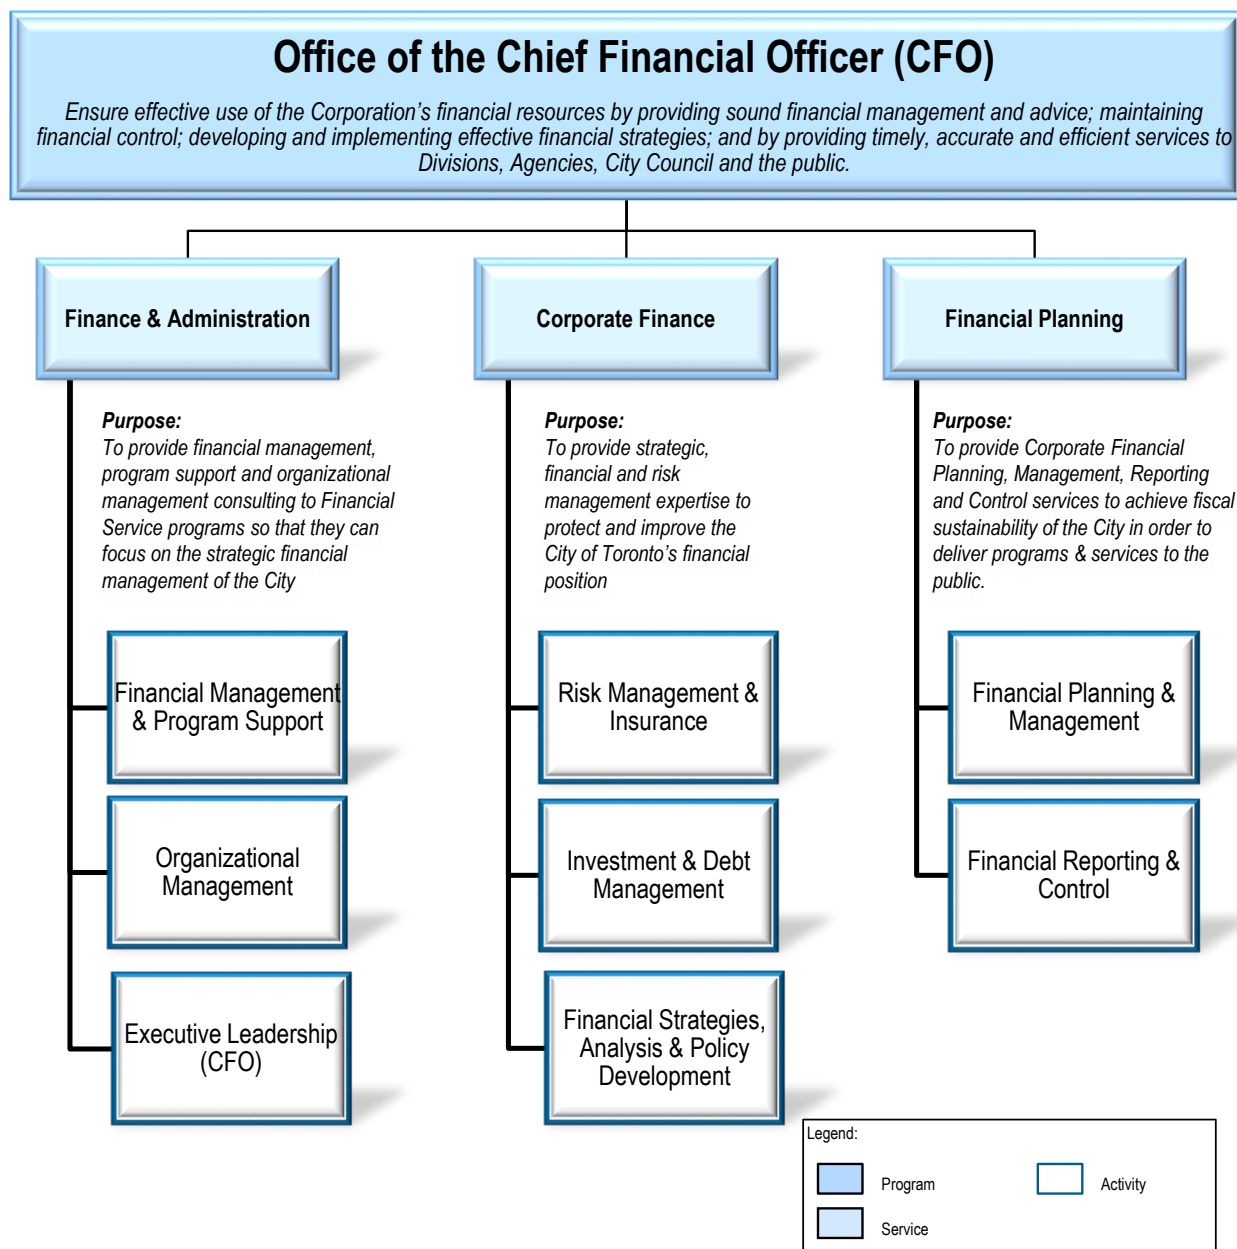 Office of the Chief Financial Officer (CFO)
Ensure effective use of the Corporation's financial resources by providing sound financial management and advice; maintaining
financial control; developing and implementing effective financial strategies; and by providing timely, accurate and efficient services to
Divisions, Agencies, City Council and the public.
Finance & Administration
Purpose:
To provide financial management,
program support and organizational
management consulting to Financial
Service programs so that they can
focus on the strategic financial
management of the City
Financial Management
& Program Support
Organizational
Management
Executive Leadership
(CFO)
Corporate Finance
Purpose:
To provide strategic,
financial and risk
management expertise to
protect and improve the
City of Toronto's financial
position
Risk Management &
Insurance
Investment & Debt
Management
Financial Strategies,
Analysis & Policy
Development
Financial Planning
Purpose:
To provide Corporate Financial
Planning, Management, Reporting
and Control services to achieve fiscal
sustainability of the City in order to
deliver programs & services to the
public.
Financial Planning &
Management
Financial Reporting &
Control
Legend:
Program
Activity
Service